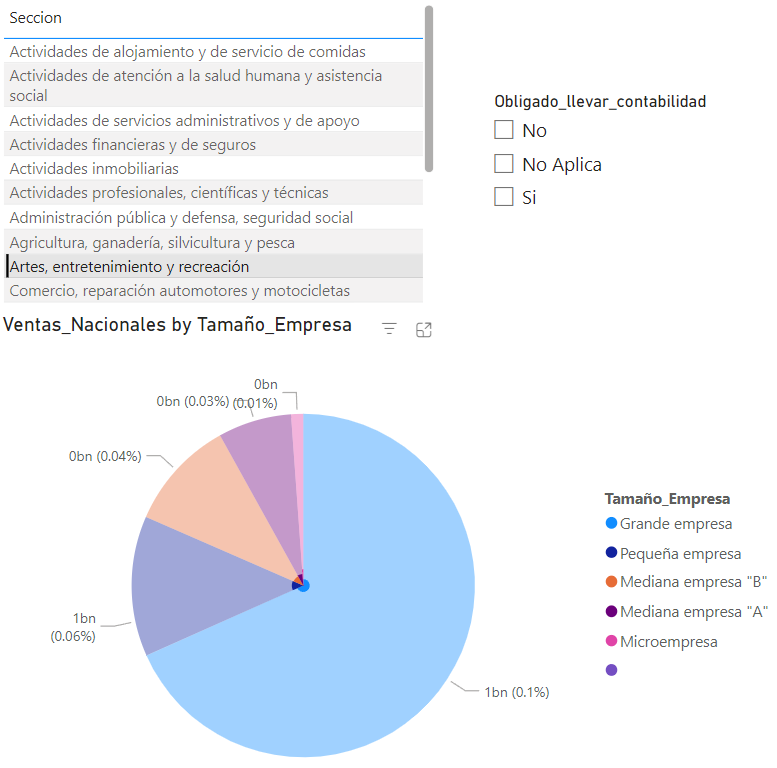 Seccion
Actividades de alojamiento y de servicio de comidas
Actividades de atención a la salud humana y asistencia
social
Actividades de servicios administrativos y de apoyo
Actividades financieras y de seguros
Actividades inmobiliarias
Actividades profesionales, científicas y técnicas
Administración pública y defensa, seguridad social
Agricultura, ganadería, silvicultura y pesca
Artes, entretenimiento y recreación
Comercio, reparación automotores y motocicletas
Obligado_llevar_contabilidad
No
No Aplica
Si
Ventas_Nacionales by Tamaño_Empresa
0bn
(0.01%)
0bn (0.03%)
0bn (0.04%)
1bn
(0.06%)
1bn (0.1%)
Tamaño_Empresa
Grande empresa
Pequeña empresa
Mediana empresa "B"
Mediana empresa "A"
Microempresa